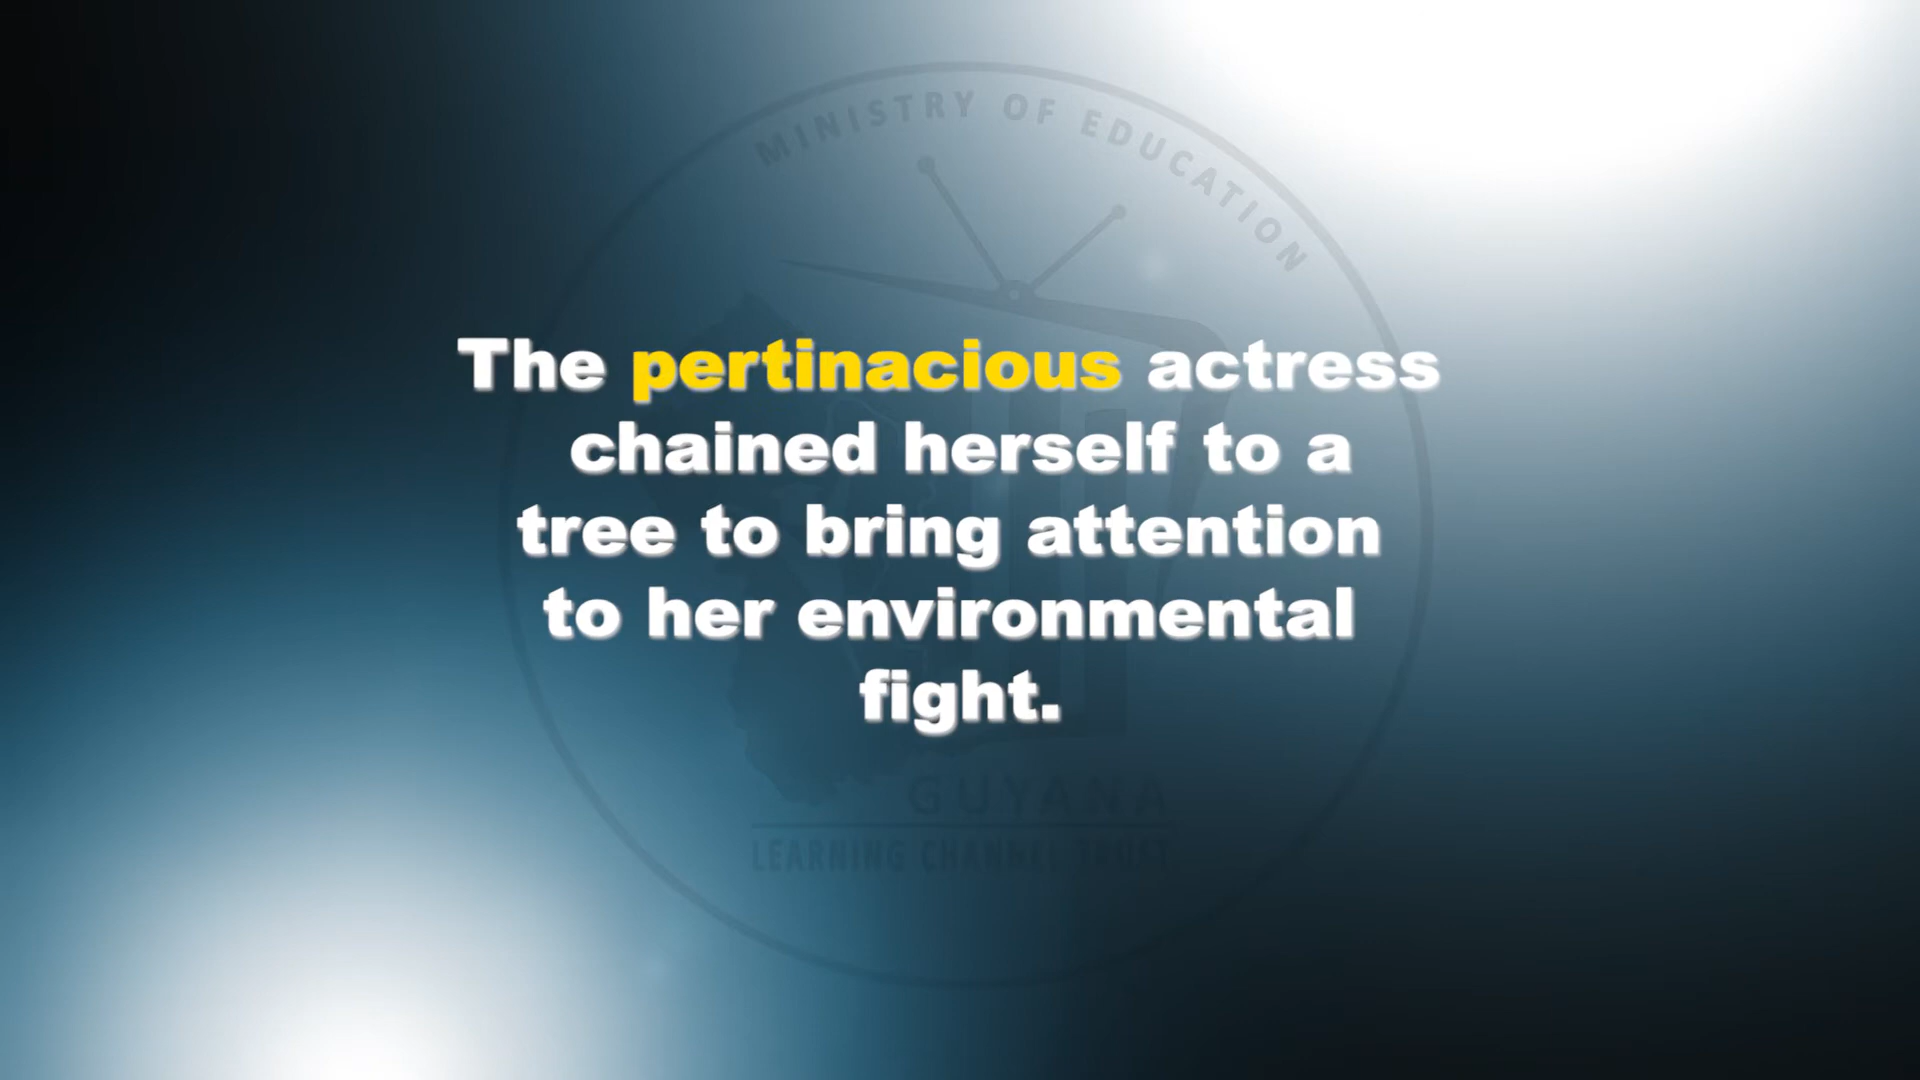 MINISTRY OF EDUCATION
The pertinacious actress
chained herself to a
tree to bring attention
to her environmental
fight.
GUYANA
LEARNING CHANNEL TRUST